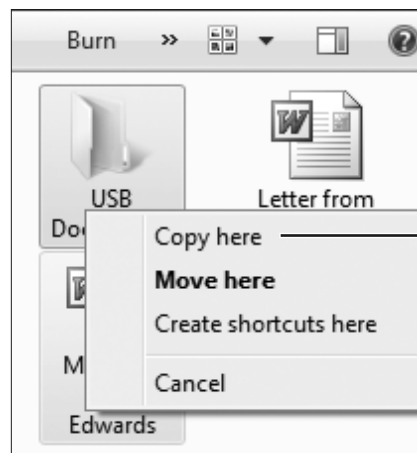 Burn »
USB
Letter from
Copy here
Move here
Create shortcuts here
Cancel
Edwards